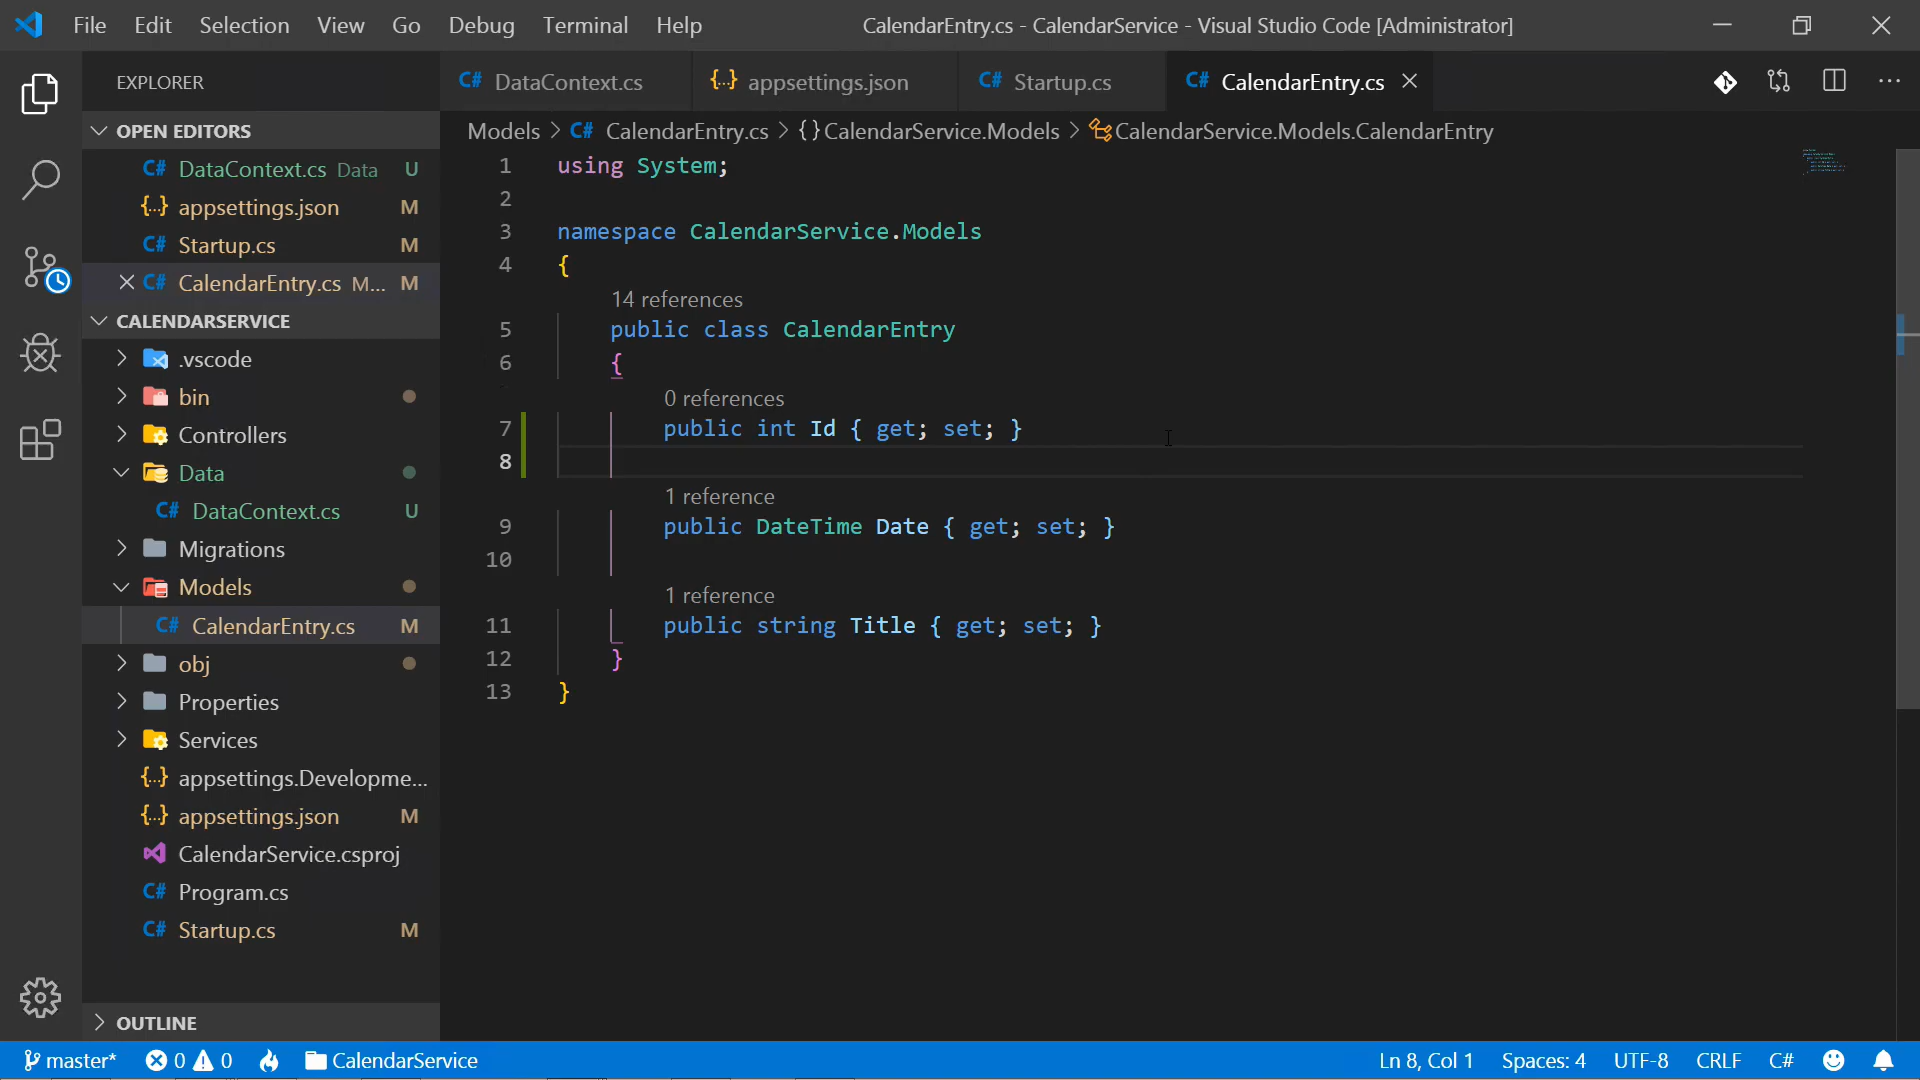 File Edit Selection View Go Debug Terminal Help
CalendarEntry.cs - CalendarService - Visual Studio Code [Administrator]
EXPLORER
C# DataContext.cs
{..} appsettings.json
C# Startup.cs
C# CalendarEntry.cs
OPEN EDITORS
Models > C# CalendarEntry.cs > {} CalendarService.Models > CalendarService.Models.CalendarEntry
C# DataContext.cs Data U
{..} appsettings.json M
C# Startup.cs M
C# CalendarEntry.cs M... M
CALENDARSERVICE
.vscode
bin
Controllers
Data
C# DataContext.cs U
Migrations
Models
C# CalendarEntry.cs M
obj
Properties
Services
{..} appsettings.Developme...
{..} appsettings.json M
CalendarService.csproj
C# Program.cs
C# Startup.cs M
OUTLINE
1 using System;
2
3 namespace CalendarService.Models
4 {
14 references
5 public class CalendarEntry
6 {
0 references
7 public int Id { get; set; }
8
1 reference
9 public DateTime Date { get; set; }
10
1 reference
11 public string Title { get; set; }
12 }
13 }
master* 0 0 CalendarService
Ln 8, Col 1 Spaces: 4 UTF-8 CRLF C#